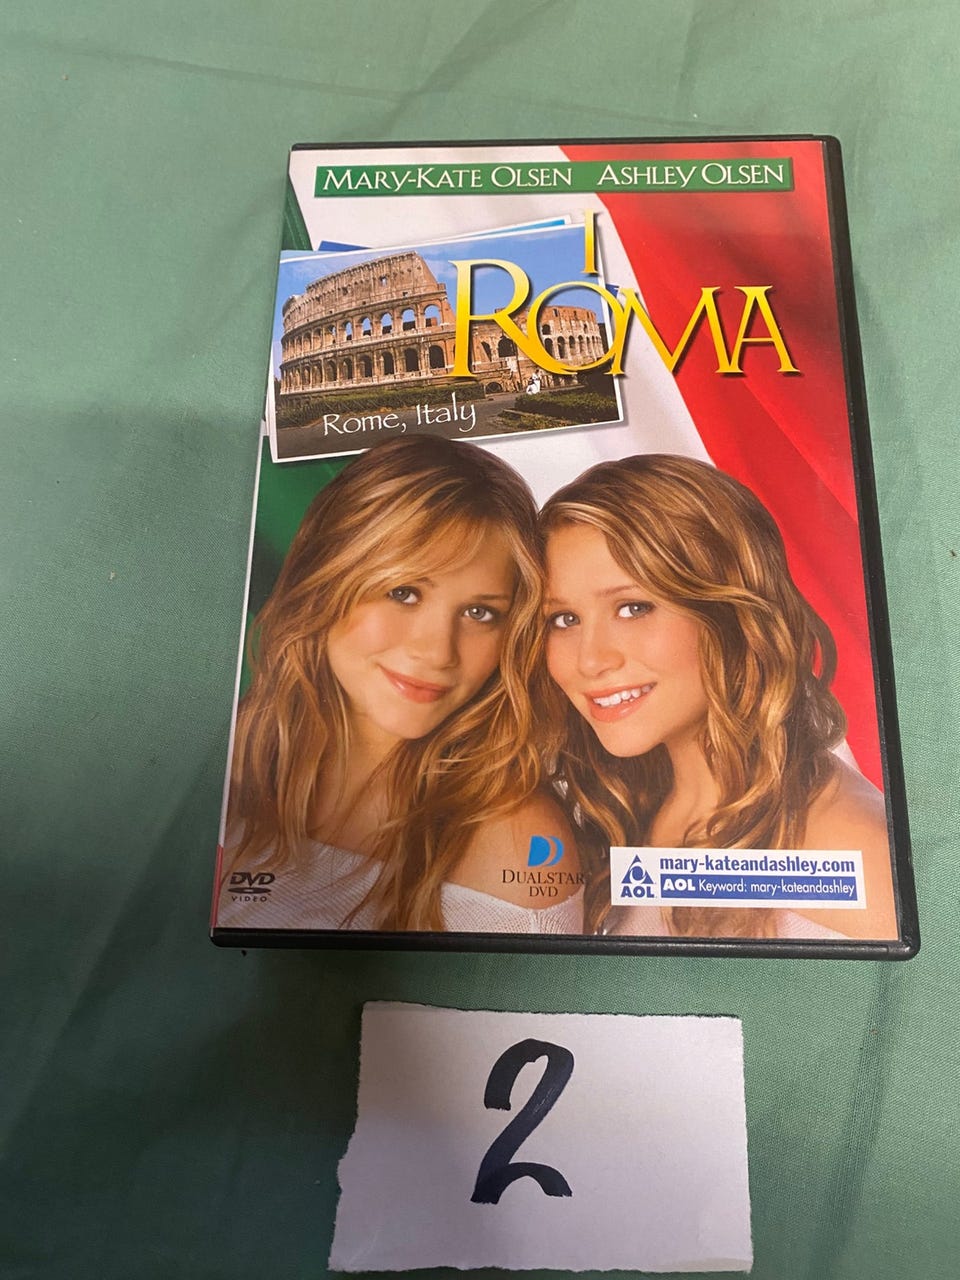 MARY-KATE OLSEN ASHLEY OLSEN
I
ROMA
Rome, Italy
DUALSTAR
DVD
DVD
VIDEO
AOL
mary-kateandashley.com
AOL Keyword: mary-kateandashley
2